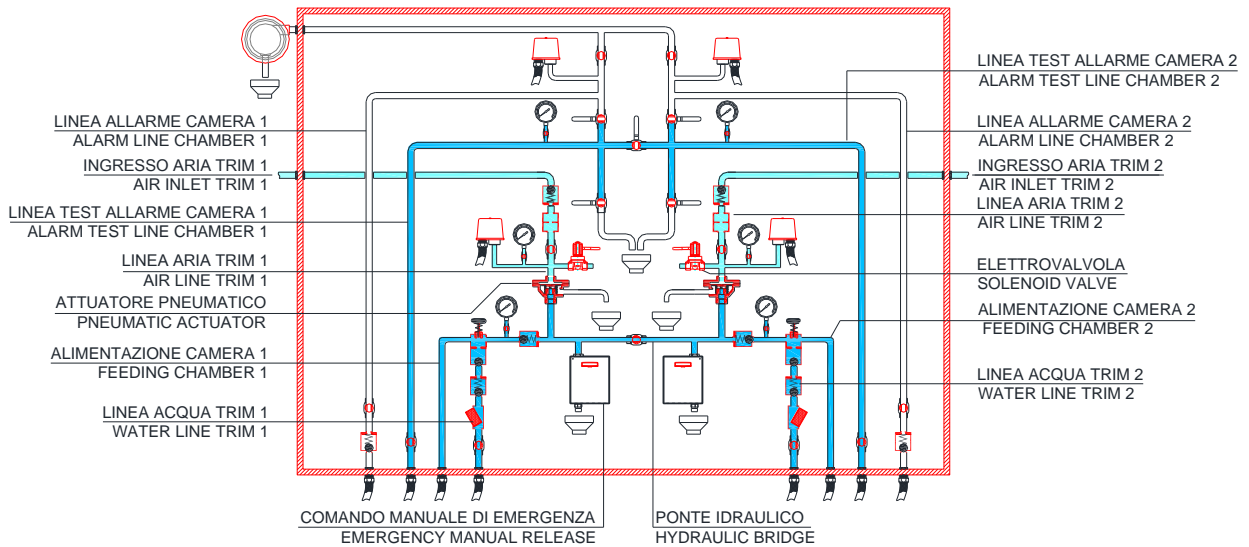 LINEA TEST ALLARME CAMERA 2
ALARM TEST LINE CHAMBER 2
LINEA ALLARME CAMERA 1
ALARM LINE CHAMBER 1
LINEA ALLARME CAMERA 2
ALARM LINE CHAMBER 2
INGRESSO ARIA TRIM 1
AIR INLET TRIM 1
INGRESSO ARIA TRIM 2
AIR INLET TRIM 2
LINEA TEST ALLARME CAMERA 1
ALARM TEST LINE CHAMBER 1
LINEA ARIA TRIM 2
AIR LINE TRIM 2
LINEA ARIA TRIM 1
AIR LINE TRIM 1
ELETTROVALVOLA
SOLENOID VALVE
ATTUATORE PNEUMATICO
PNEUMATIC ACTUATOR
ALIMENTAZIONE CAMERA 2
FEEDING CHAMBER 2
ALIMENTAZIONE CAMERA 1
FEEDING CHAMBER 1
LINEA ACQUA TRIM 2
WATER LINE TRIM 2
LINEA ACQUA TRIM 1
WATER LINE TRIM 1
COMANDO MANUALE DI EMERGENZA
EMERGENCY MANUAL RELEASE
PONTE IDRAULICO
HYDRAULIC BRIDGE